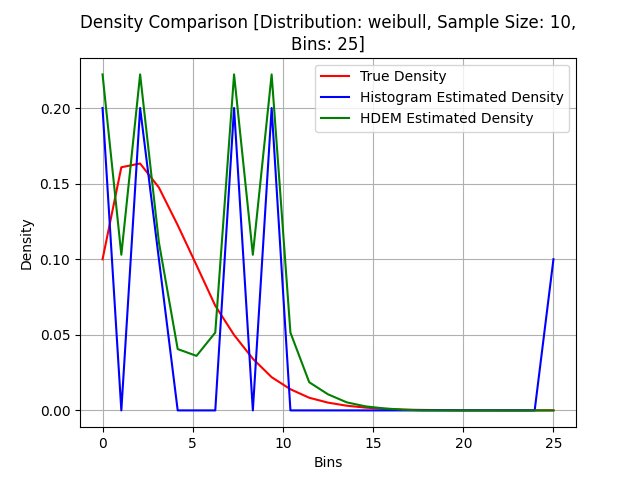 Density Comparison [Distribution: weibull, Sample Size: 10,
Bins: 25]
True Density
Histogram Estimated Density
HDEM Estimated Density
Density
0.20
0.15
0.10
0.05
0.00
0 5 10 15 20 25
Bins